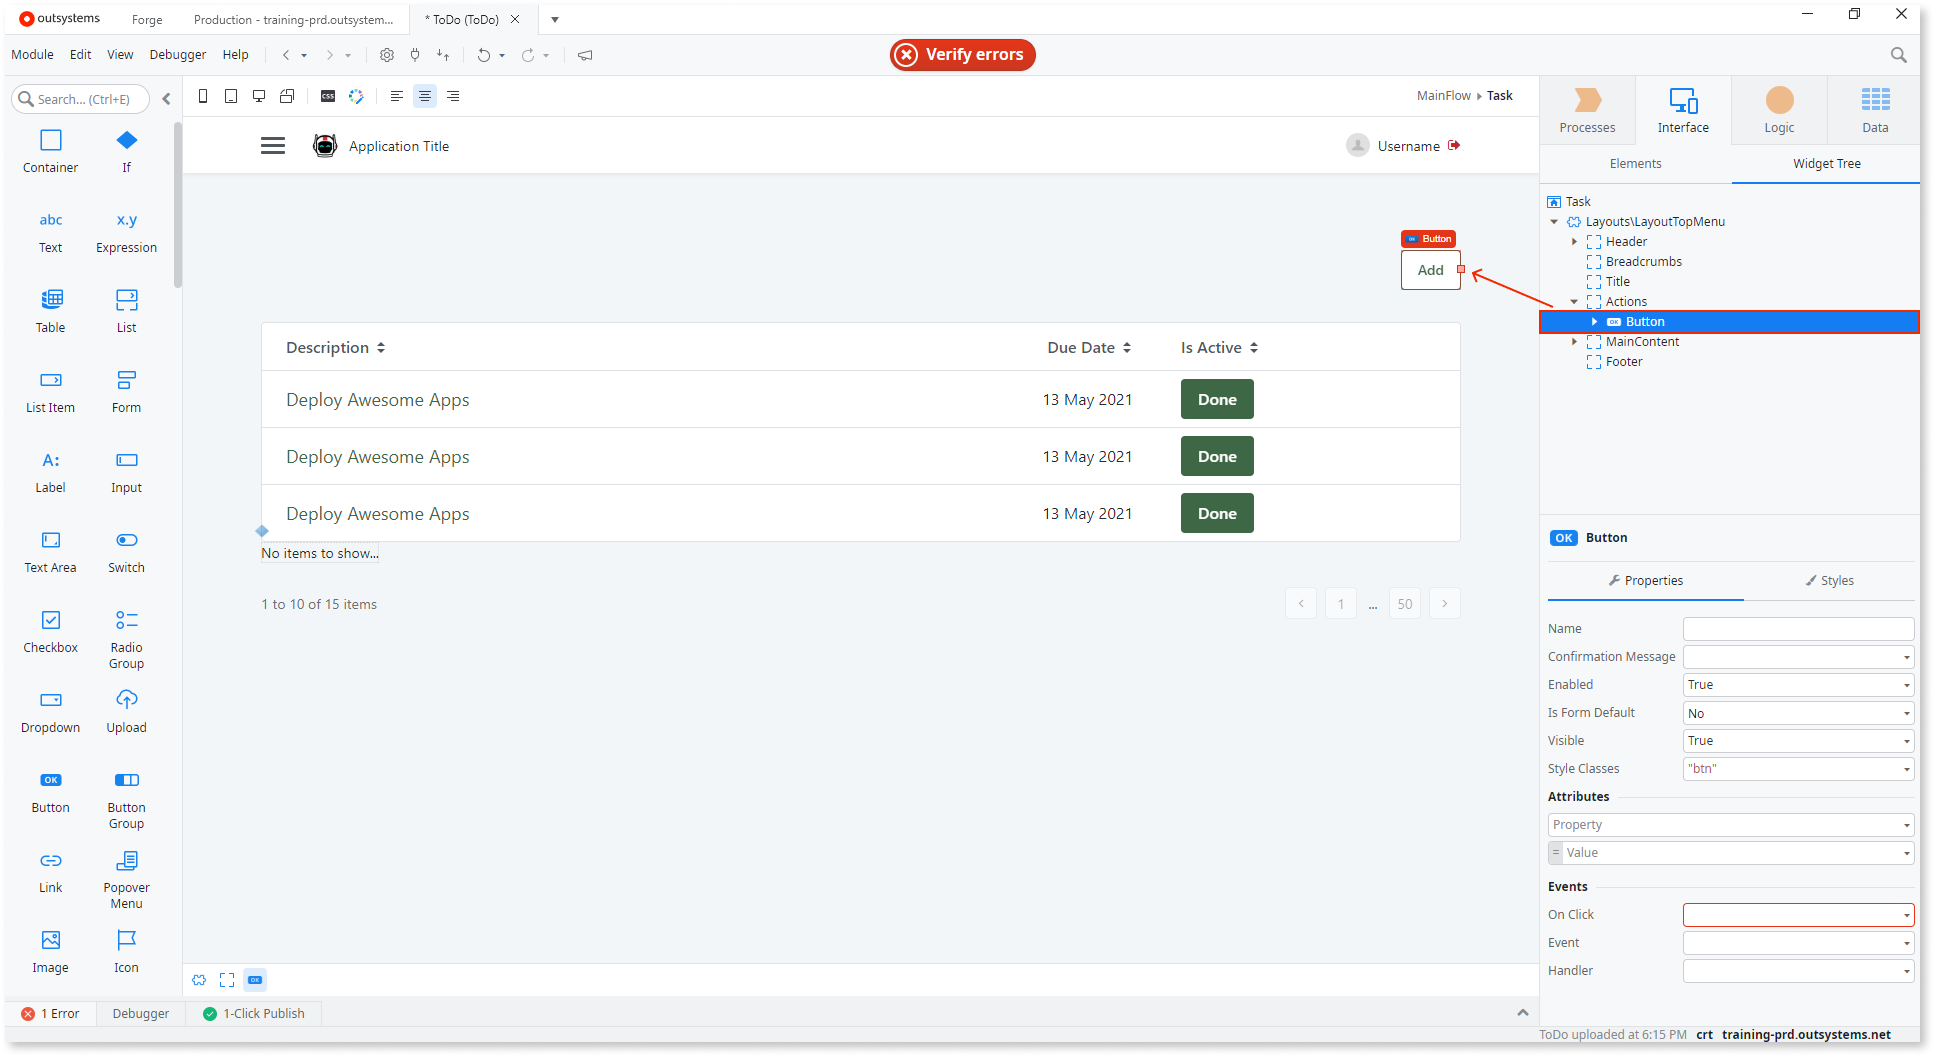 outsystems
Forge
Production - training-prd.outsystem...
* ToDo (ToDo)
Module Edit View Debugger Help
Verify errors
Search... (Ctrl+E)
css
MainFlow Task
Processes
Interface
Logic
Data
Container
If
Application Title
Username
Elements
Widget Tree
abc
Text
x.y
Expression
Task
Layouts\LayoutTopMenu
Header
Breadcrumbs
Title
Actions
OK Button
MainContent
Footer
OK Button
Add
Table
List
Description
Due Date
Is Active
Deploy Awesome Apps 13 May 2021 Done
Deploy Awesome Apps 13 May 2021 Done
Deploy Awesome Apps 13 May 2021 Done
No items to show...
1 to 10 of 15 items
1 ... 50
List Item
Form
A:
Label
Input
Text Area
Switch
Checkbox
Radio
Group
Dropdown
Upload
OK
Button
Button
Group
Link
Popover
Menu
Image
Icon
OK Button
Properties
Styles
Name
Confirmation Message
Enabled True
Is Form Default No
Visible True
Style Classes "btn"
Attributes
Property
= Value
Events
On Click
Event
Handler
OK
1 Error
Debugger
1-Click Publish
ToDo uploaded at 6:15 PM crt training-prd.outsystems.net